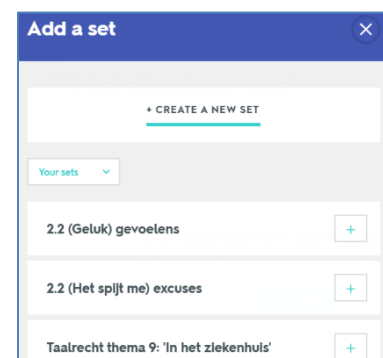 Add a set
+ CREATE A NEW SET
Your sets
2.2 (Geluk) gevoelens
+
2.2 (Het spijt me) excuses
+
Taalrecht thema 9: 'In het ziekenhuis'
+